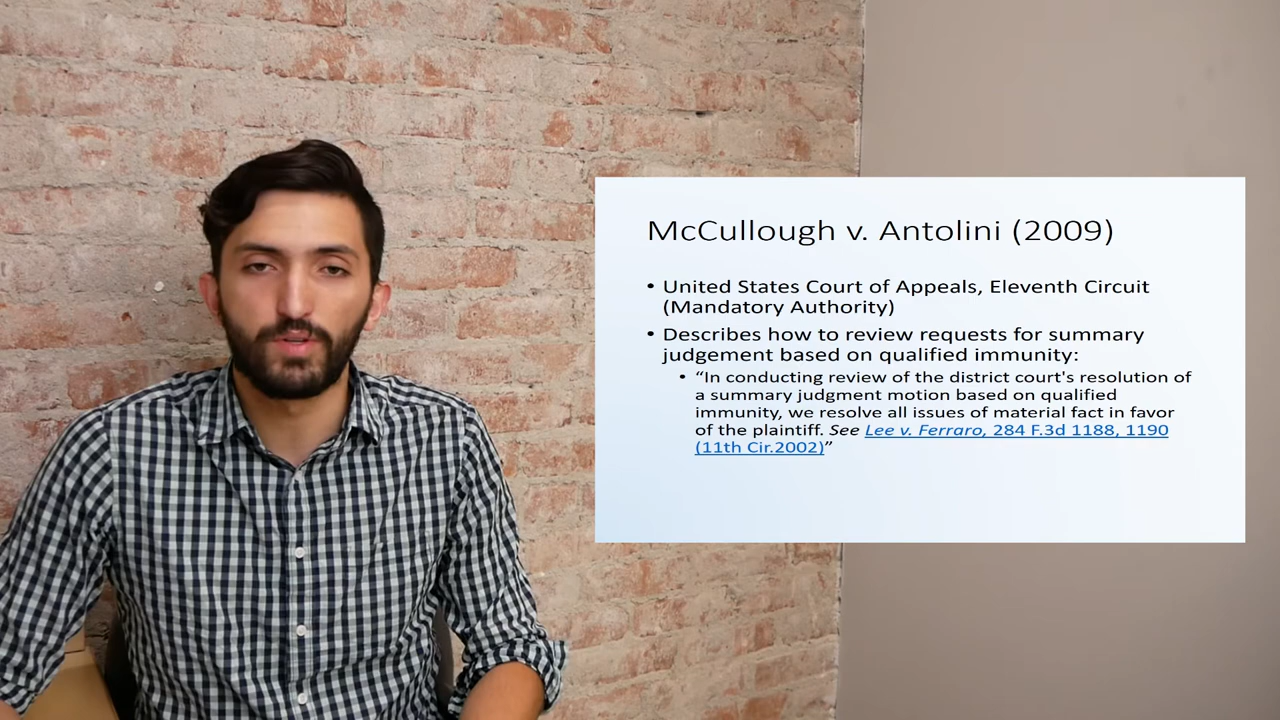 McCullough v. Antolini (2009)
• United States Court of Appeals, Eleventh Circuit
(Mandatory Authority)
• Describes how to review requests for summary
judgement based on qualified immunity:
• “In conducting review of the district court's resolution of
a summary judgment motion based on qualified
immunity, we resolve all issues of material fact in favor
of the plaintiff. See Lee v. Ferraro, 284 F.3d 1188, 1190
(11th Cir.2002)”